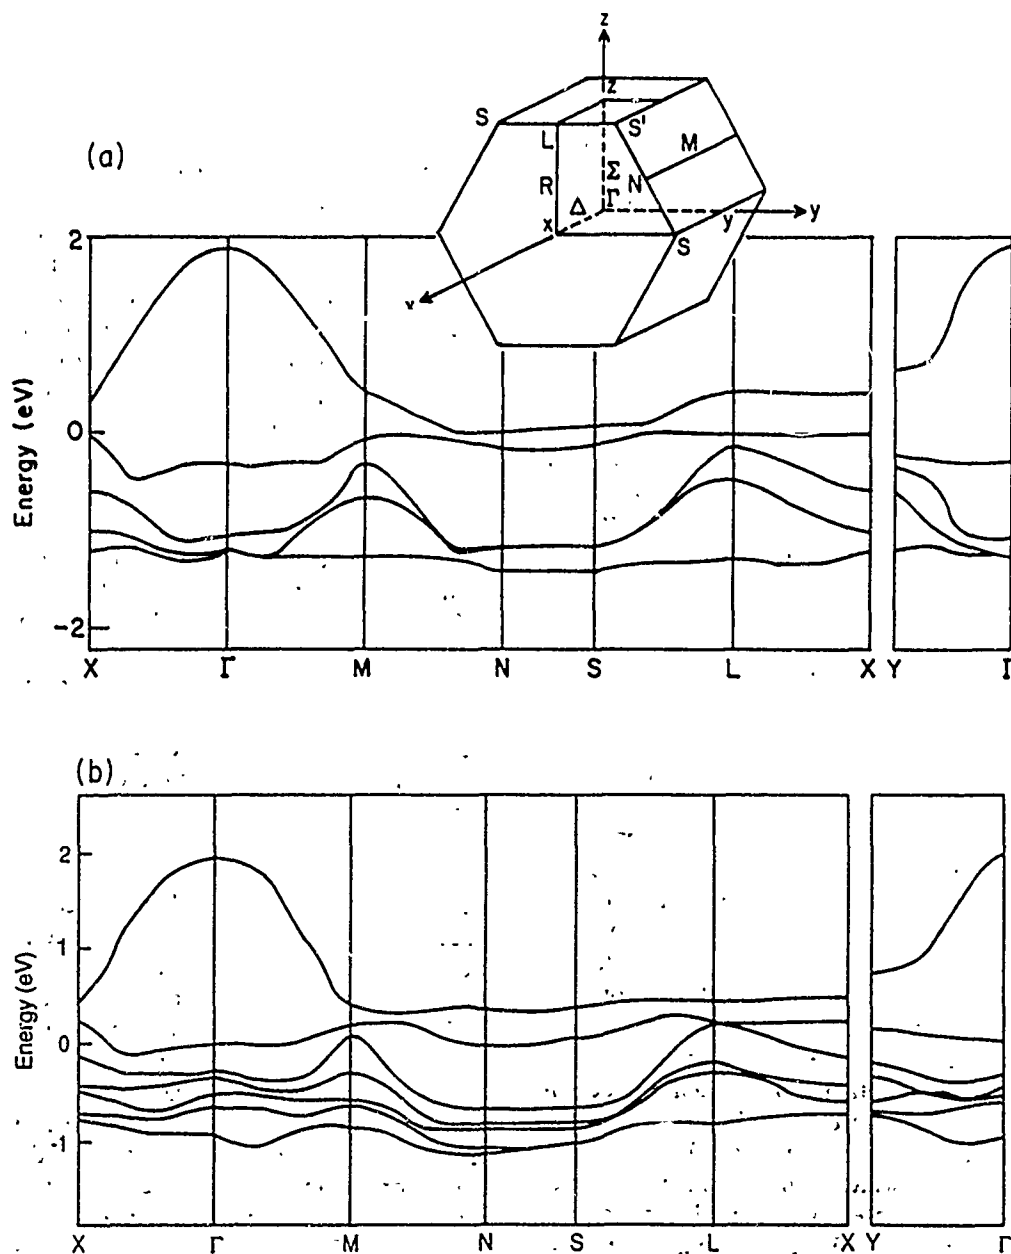 (a)
z
S
z
L
S'
M
R
Σ
N
Δ
Γ
x
S
y
y
Energy (eV)
2
0
-2
X Γ M N S L X Y Γ
(b)
Energy (eV).
2
1
0
-1
X Γ M N S L X Y Γ